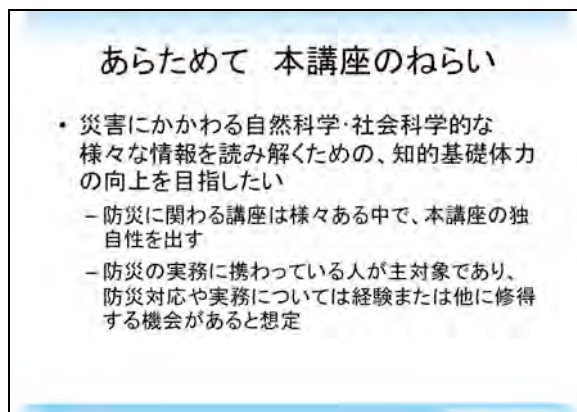 あらためて 本講座のねらい
• 災害にかかわる自然科学・社会科学的な
様々な情報を読み解くための、知的基礎体力
の向上を目指したい
– 防災に関わる講座は様々ある中で、本講座の独
自性を出す
– 防災の実務に携わっている人が主対象であり、
防災対応や実務については経験または他に修得
する機会があると想定